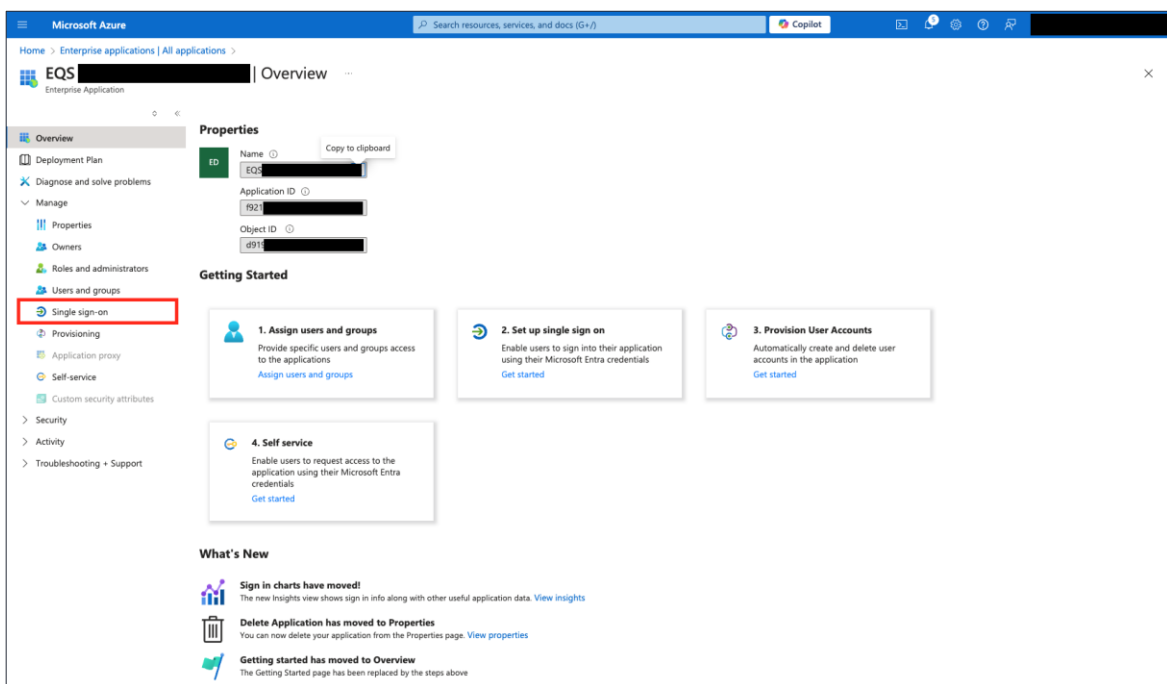 Microsoft Azure
Search resources, services, and docs (G+/)
Copilot
5
Home > Enterprise applications | All applications >
EQS | Overview ...
Enterprise Application
Overview
Deployment Plan
Diagnose and solve problems
Manage
Properties
Owners
Roles and administrators
Users and groups
Single sign-on
Provisioning
Application proxy
Self-service
Custom security attributes
Security
Activity
Troubleshooting + Support
Properties
ED
Name
Copy to clipboard
EQS
Application ID
f921
Object ID
d919
Getting Started
1. Assign users and groups
Provide specific users and groups access
to the applications
Assign users and groups
2. Set up single sign on
Enable users to sign into their application
using their Microsoft Entra credentials
Get started
3. Provision User Accounts
Automatically create and delete user
accounts in the application
Get started
4. Self service
Enable users to request access to the
application using their Microsoft Entra
credentials
Get started
What's New
Sign in charts have moved!
The new Insights view shows sign in info along with other useful application data. View insights
Delete Application has moved to Properties
You can now delete your application from the Properties page. View properties
Getting started has moved to Overview
The Getting Started page has been replaced by the steps above